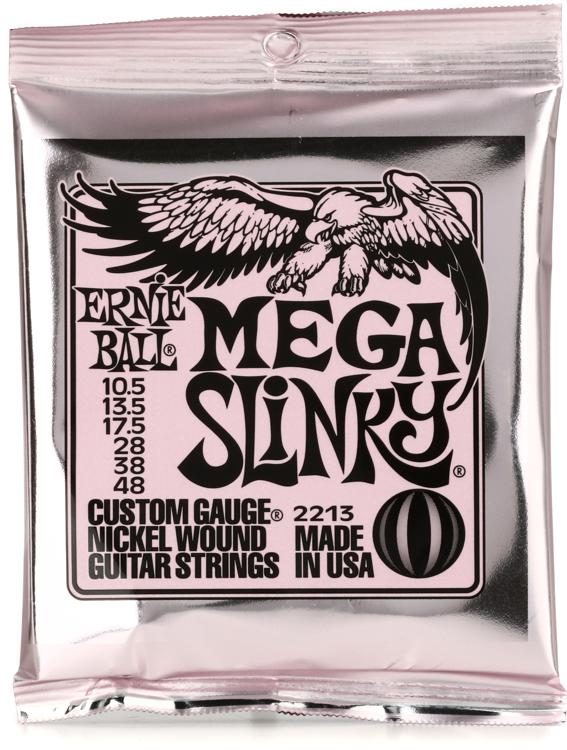 ERNIE
BALL®
MEGA
SLINKY®
10.5
13.5
17.5
28
38
48
CUSTOM GAUGE® 2213
NICKEL WOUND MADE
GUITAR STRINGS IN USA